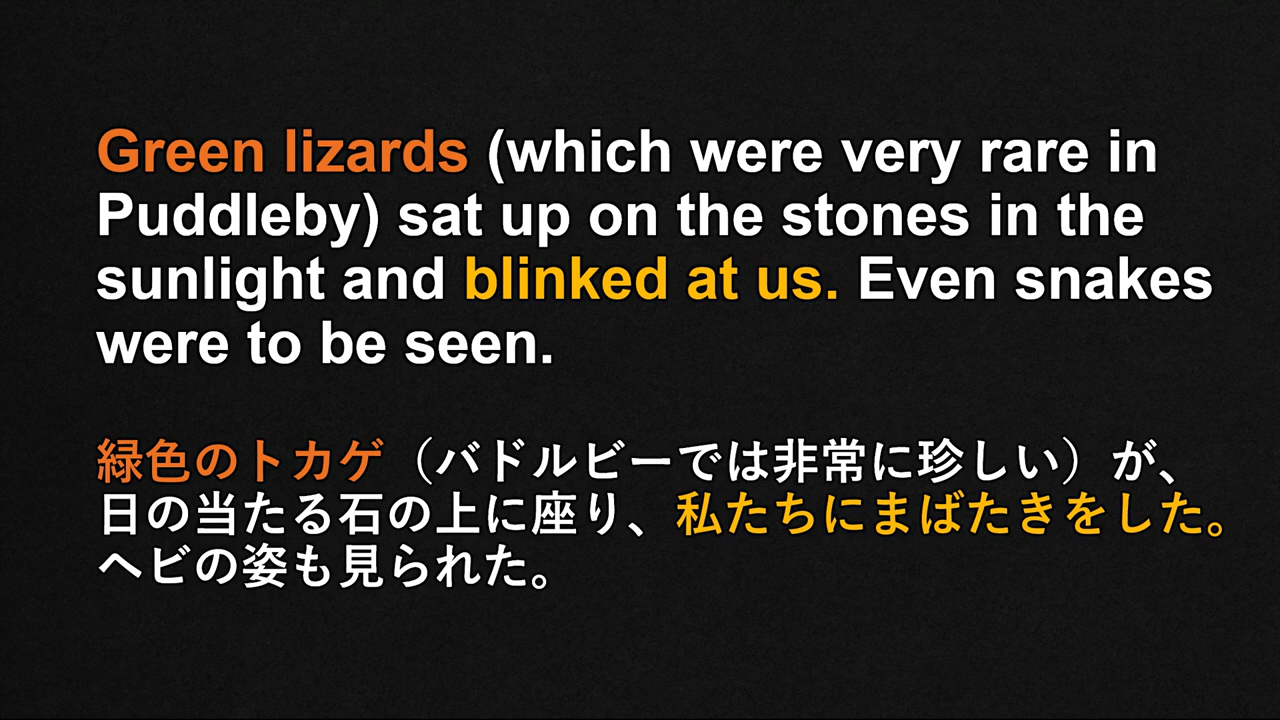 Green lizards (which were very rare in
Puddleby) sat up on the stones in the
sunlight and blinked at us. Even snakes
were to be seen.
緑色のトカゲ（バドルビーでは非常に珍しい）が、
日の当たる石の上に座り、私たちにまばたきをした。
ヘビの姿も見られた。